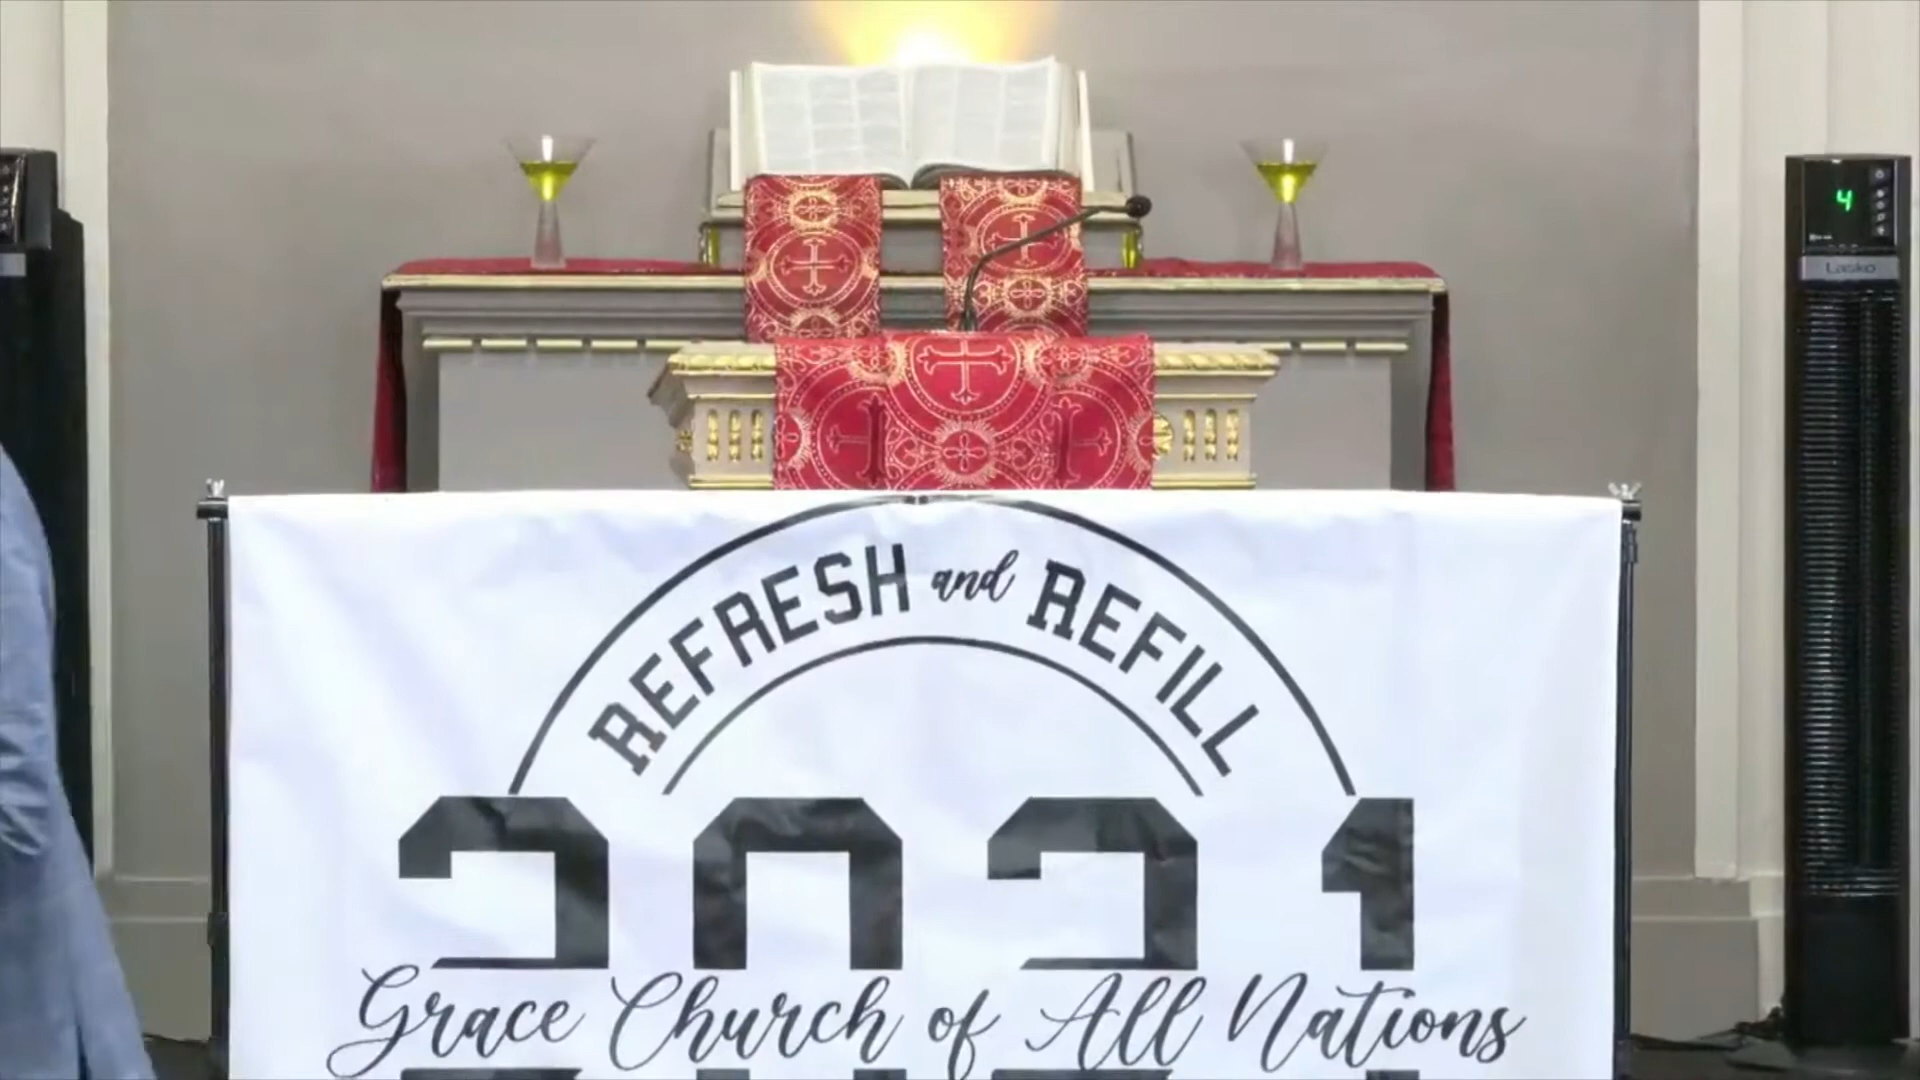 REFRESH and REFILL
2021
Grace Church of All Nations
4
Lasko